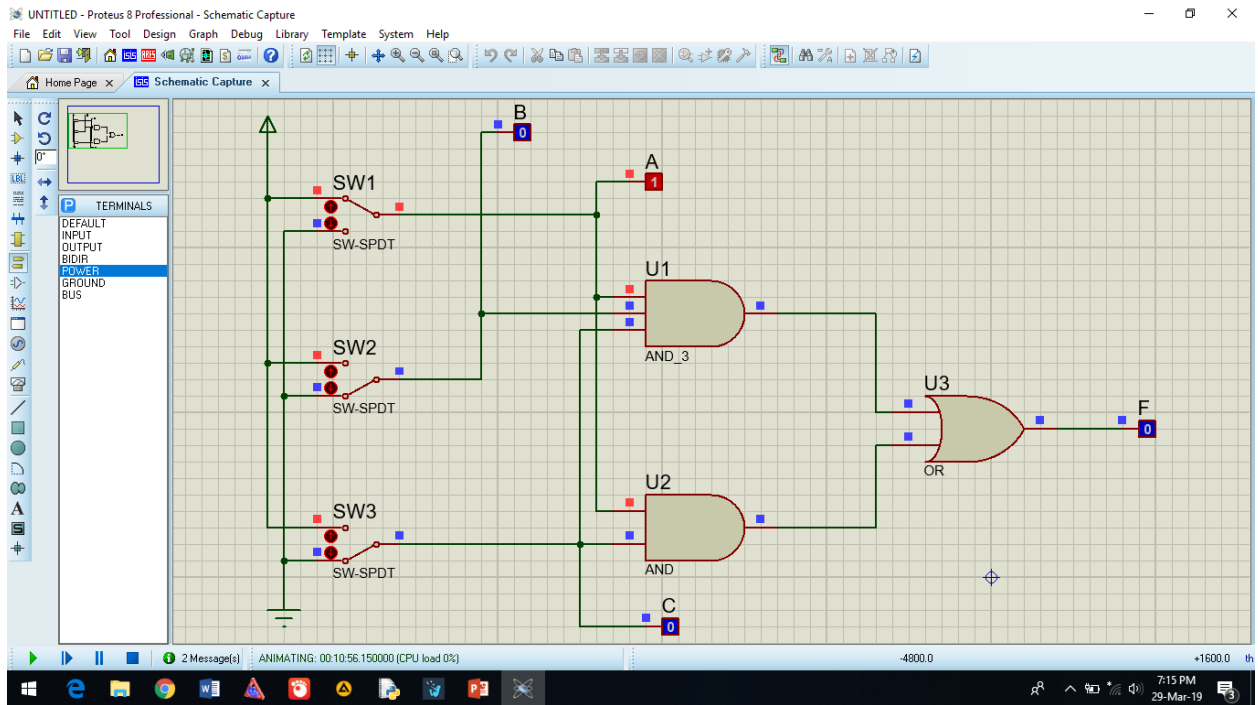 UNTITLED - Proteus 8 Professional - Schematic Capture
File Edit View Tool Design Graph Debug Library Template System Help
Home Page Schematic Capture
0°
LBL
P TERMINALS
DEFAULT
INPUT
OUTPUT
BIDIR
POWER
GROUND
BUS
B
0
A
1
SW1
SW-SPDT
U1
AND_3
SW2
SW-SPDT
U3
OR
F
0
U2
AND
SW3
SW-SPDT
C
0
2 Message(s) ANIMATING: 00:10:56.150000 (CPU load 0%) -4800.0 +1600.0 th
7:15 PM
29-Mar-19
3